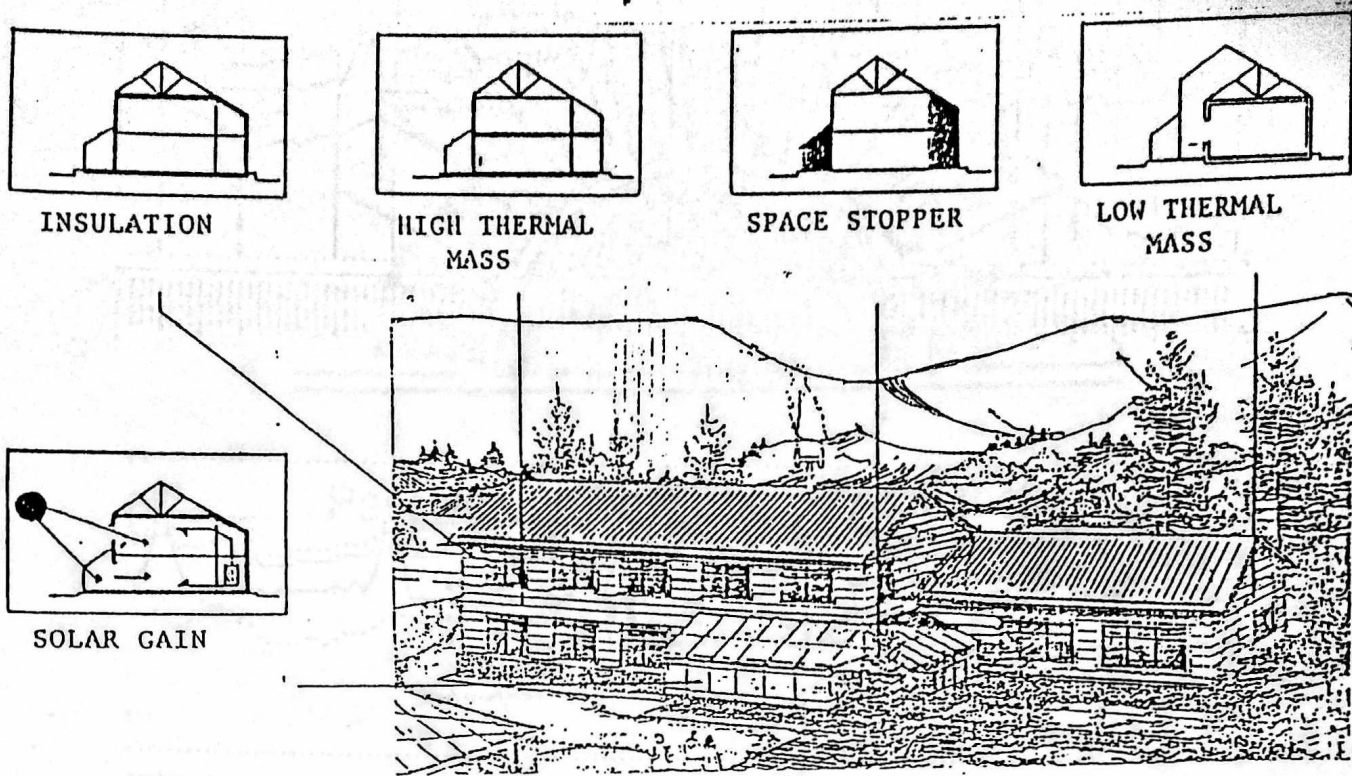 INSULATION
HIGH THERMAL
MASS
SPACE STOPPER
LOW THERMAL
MASS
SOLAR GAIN